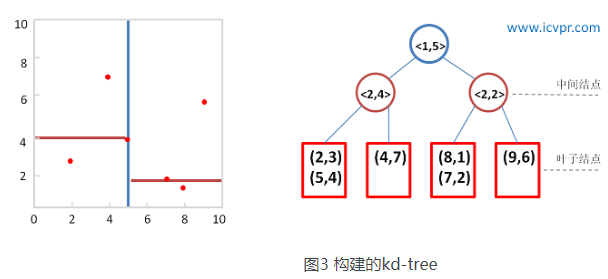 10
8
6
4
2
0 2 4 6 8 10
www.icvpr.com
<1,5>
<2,4>
<2,2>
中间结点
(2,3)
(5,4)
(4,7)
(8,1)
(7,2)
(9,6)
叶子结点
图3 构建的kd-tree